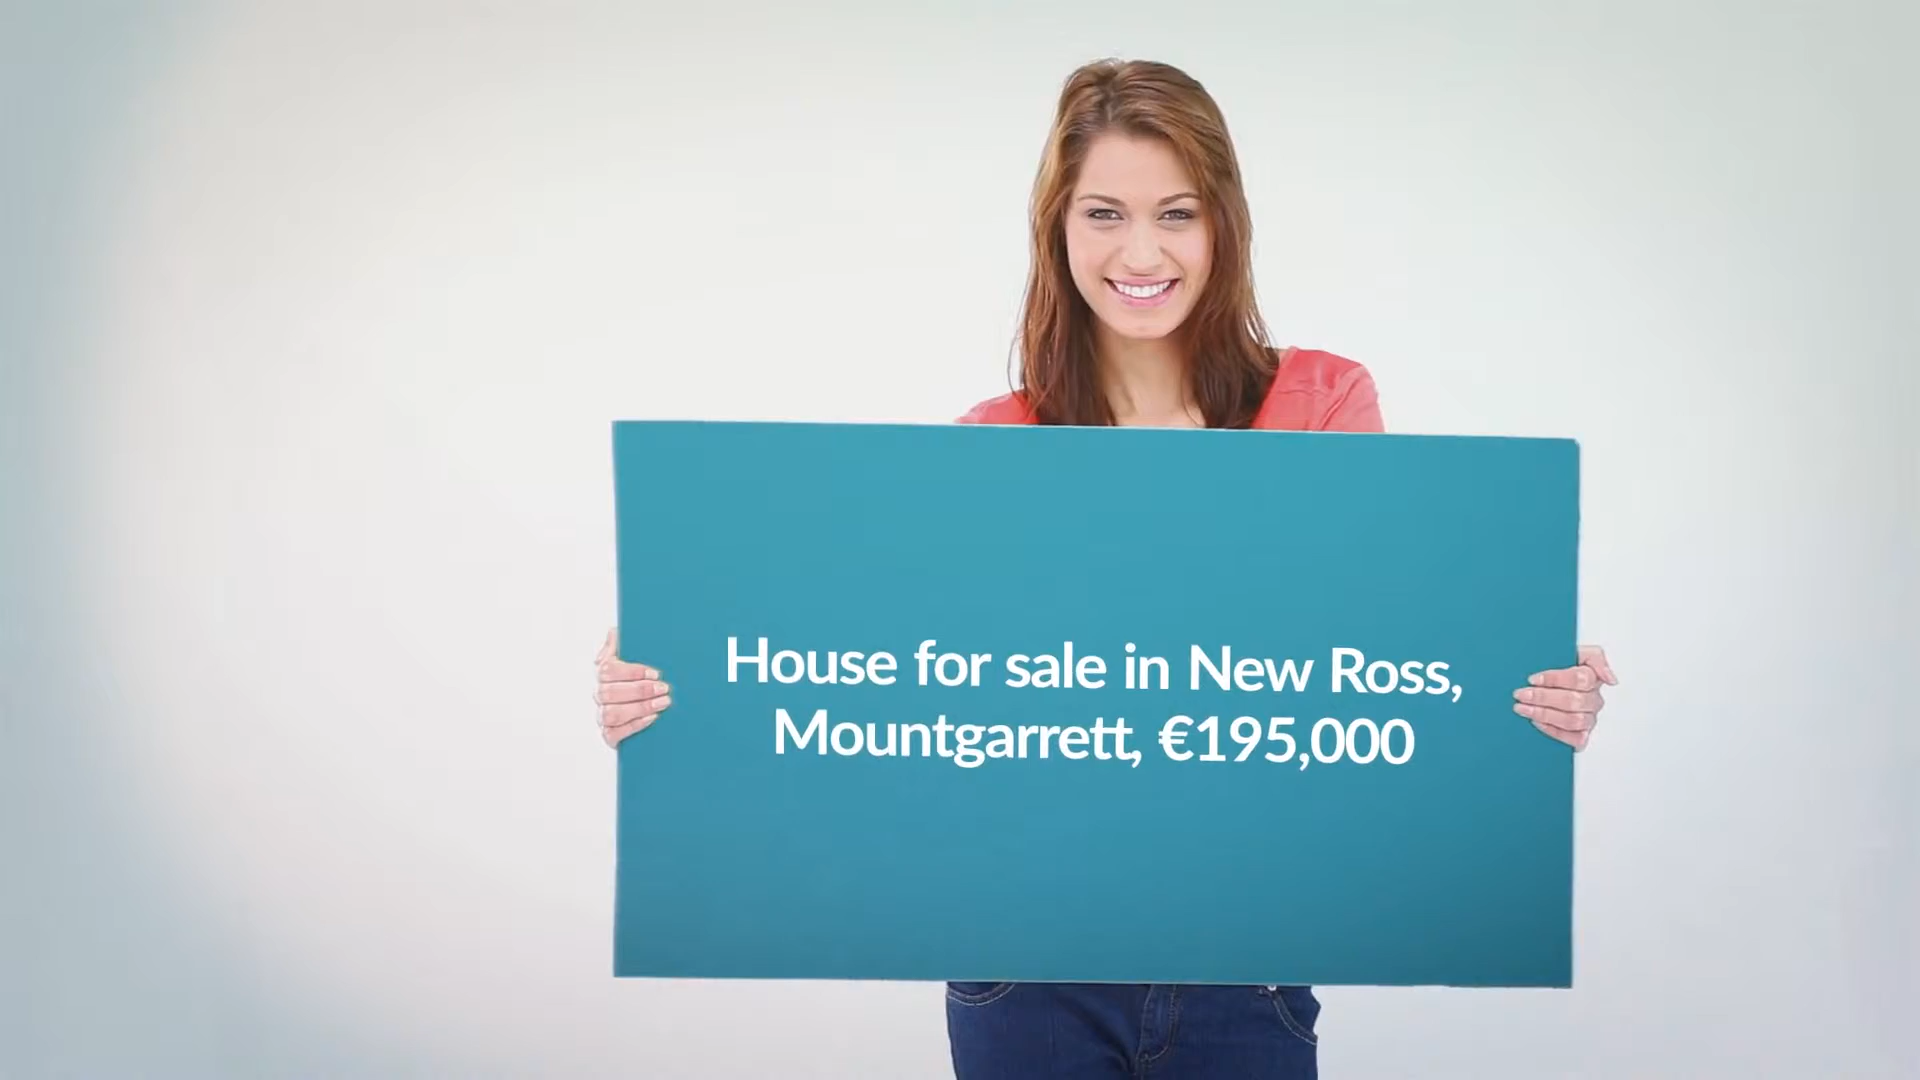 House for sale in New Ross,
Mountgarrett, €195,000